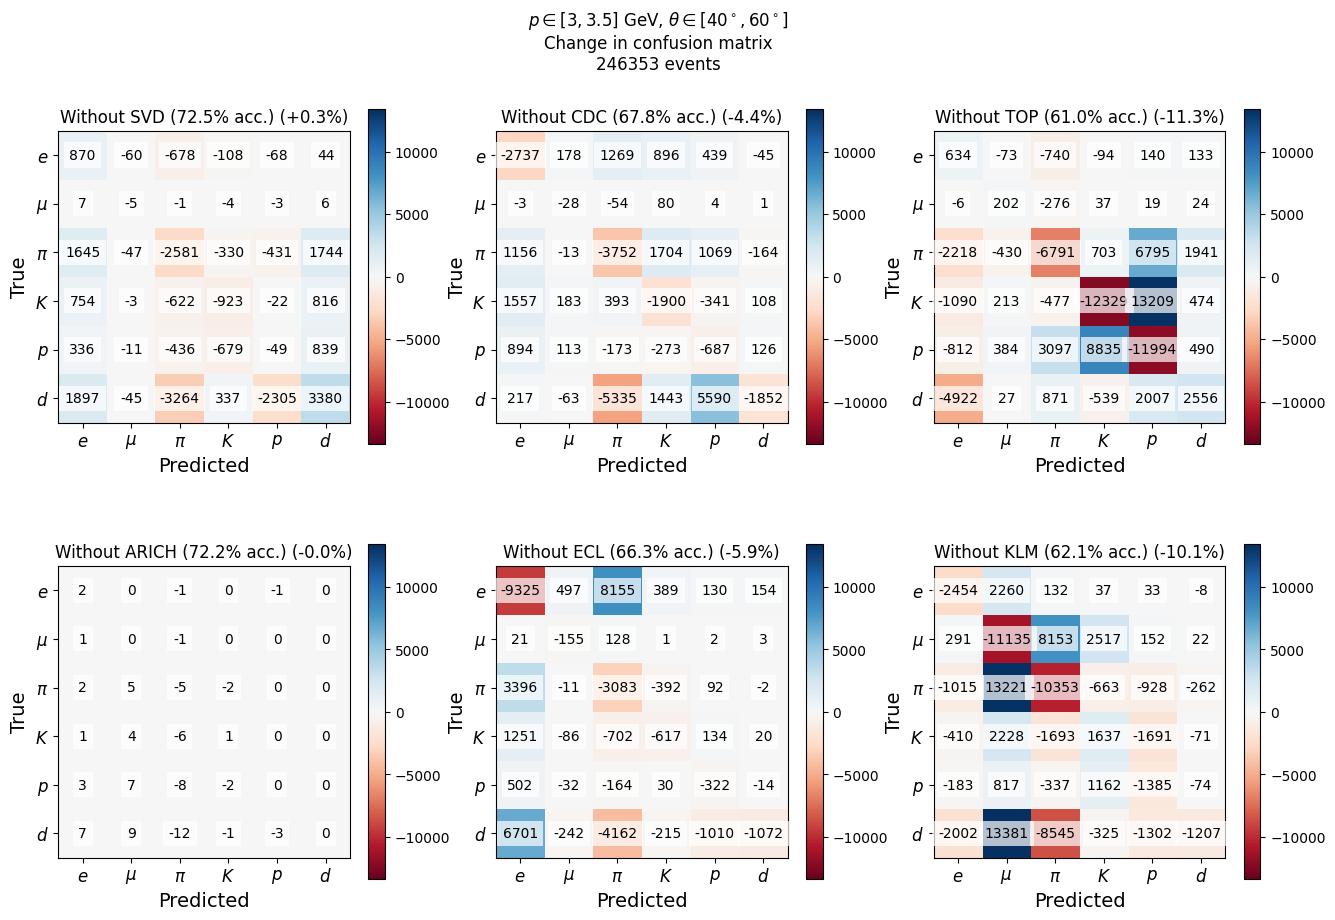 p ∈ [3, 3.5] GeV, θ ∈ [40°, 60°]
Change in confusion matrix
246353 events
Without SVD (72.5% acc.) (+0.3%)
True
e 870 -60 -678 -108 -68 44
μ 7 -5 -1 -4 -3 6
π 1645 -47 -2581 -330 -431 1744
K 754 -3 -622 -923 -22 816
p 336 -11 -436 -679 -49 839
d 1897 -45 -3264 337 -2305 3380
e μ π K p d
Predicted
10000
5000
0
−5000
−10000
Without CDC (67.8% acc.) (-4.4%)
True
e -2737 178 1269 896 439 -45
μ -3 -28 -54 80 4 1
π 1156 -13 -3752 1704 1069 -164
K 1557 183 393 -1900 -341 108
p 894 113 -173 -273 -687 126
d 217 -63 -5335 1443 5590 -1852
e μ π K p d
Predicted
10000
5000
0
−5000
−10000
Without TOP (61.0% acc.) (-11.3%)
True
e 634 -73 -740 -94 140 133
μ -6 202 -276 37 19 24
π -2218 -430 -6791 703 6795 1941
K -1090 213 -477 -12329 13209 474
p -812 384 3097 8835 -11994 490
d -4922 27 871 -539 2007 2556
e μ π K p d
Predicted
10000
5000
0
−5000
−10000
Without ARICH (72.2% acc.) (-0.0%)
True
e 2 0 -1 0 -1 0
μ 1 0 -1 0 0 0
π 2 5 -5 -2 0 0
K 1 4 -6 1 0 0
p 3 7 -8 -2 0 0
d 7 9 -12 -1 -3 0
e μ π K p d
Predicted
10000
5000
0
−5000
−10000
Without ECL (66.3% acc.) (-5.9%)
True
e -9325 497 8155 389 130 154
μ 21 -155 128 1 2 3
π 3396 -11 -3083 -392 92 -2
K 1251 -86 -702 -617 134 20
p 502 -32 -164 30 -322 -14
d 6701 -242 -4162 -215 -1010 -1072
e μ π K p d
Predicted
10000
5000
0
−5000
−10000
Without KLM (62.1% acc.) (-10.1%)
True
e -2454 2260 132 37 33 -8
μ 291 -11135 8153 2517 152 22
π -1015 13221 -10353 -663 -928 -262
K -410 2228 -1693 1637 -1691 -71
p -183 817 -337 1162 -1385 -74
d -2002 13381 -8545 -325 -1302 -1207
e μ π K p d
Predicted
10000
5000
0
−5000
−10000